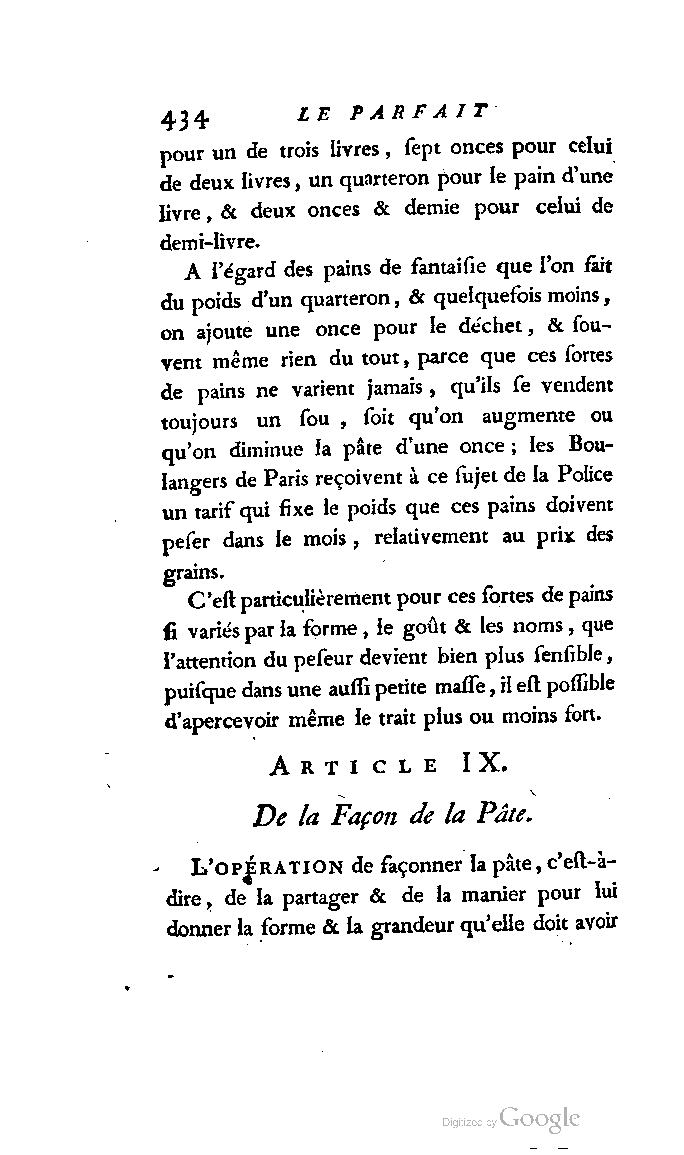 434 LE PARFAIT
pour un de trois livres, ſept onces pour celui
de deux livres, un quarteron pour le pain d'une
livre, & deux onces & demie pour celui de
demi-livre.
A l'égard des pains de fantaiſie que l'on fait
du poids d'un quarteron, & quelquefois moins,
on ajoute une once pour le déchet, & ſou-
vent même rien du tout, parce que ces ſortes
de pains ne varient jamais, qu'ils ſe vendent
toujours un ſou, ſoit qu'on augmente ou
qu'on diminue la pâte d'une once; les Bou-
langers de Paris reçoivent à ce ſujet de la Police
un tarif qui fixe le poids que ces pains doivent
peſer dans le mois, relativement au prix des
grains.
C'eſt particulièrement pour ces ſortes de pains
ſi variés par la forme, le goût & les noms, que
l'attention du peſeur devient bien plus ſenſible,
puiſque dans une auſſi petite maſſe, il eſt poſſible
d'apercevoir même le trait plus ou moins fort.
ARTICLE IX.
De la Façon de la Pâte.
L'OPÉRATION de façonner la pâte, c'eſt-à-
dire, de la partager & de la manier pour lui
donner la forme & la grandeur qu'elle doit avoir
Digitized by Google